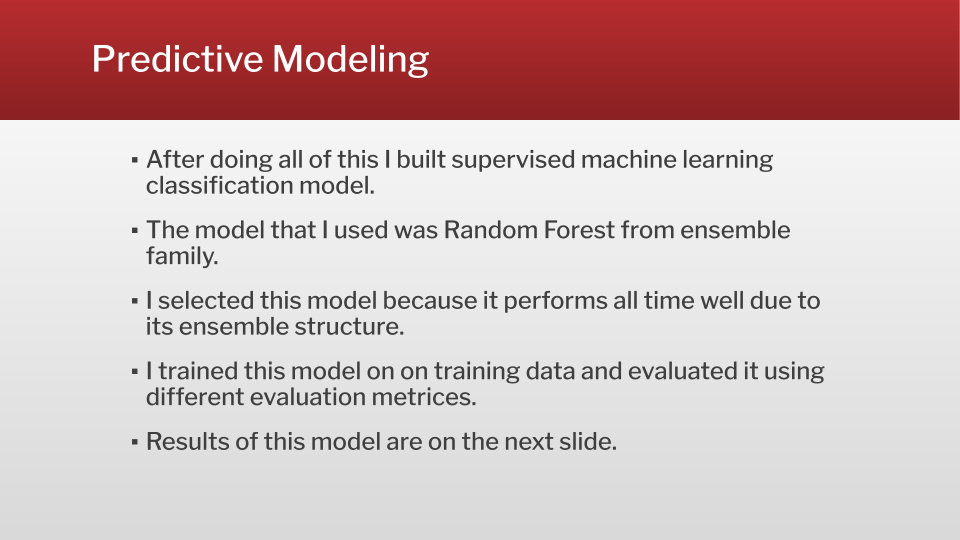 Predictive Modeling
▪ After doing all of this I built supervised machine learning
classification model.
▪ The model that I used was Random Forest from ensemble
family.
▪ I selected this model because it performs all time well due to
its ensemble structure.
▪ I trained this model on on training data and evaluated it using
different evaluation metrices.
▪ Results of this model are on the next slide.